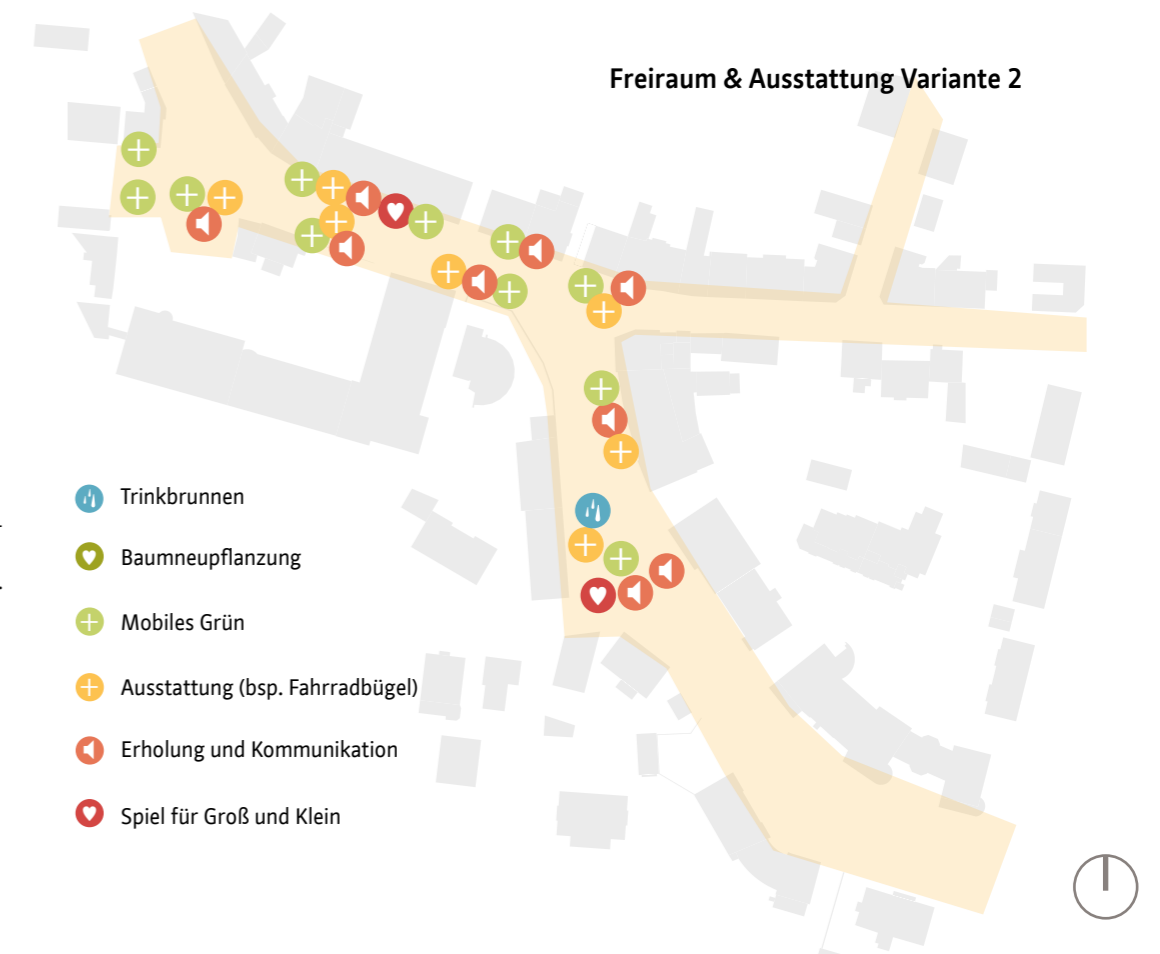 Freiraum & Ausstattung Variante 2
Trinkbrunnen
Baumneupflanzung
Mobiles Grün
Ausstattung (bsp. Fahrradbügel)
Erholung und Kommunikation
Spiel für Groß und Klein